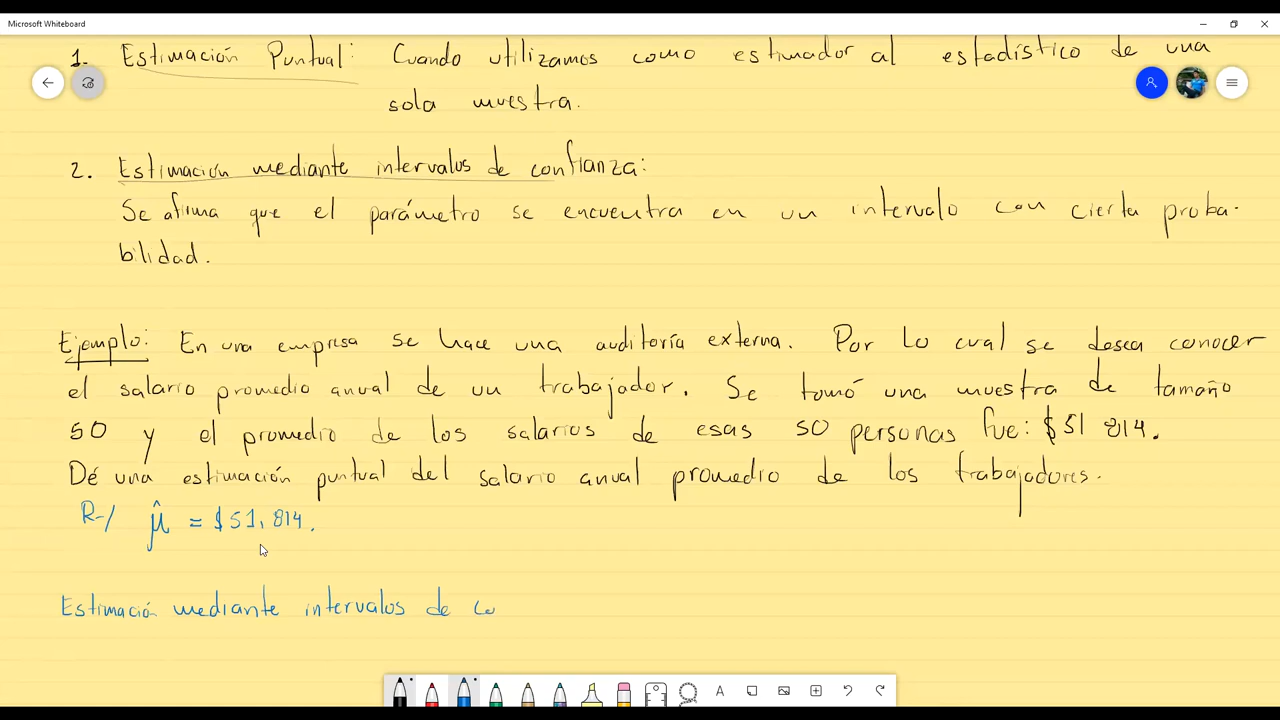 Microsoft Whiteboard
1. Estimación Puntual: Cuando utilizamos como estimador al estadístico de una
sola muestra.
2. Estimación mediante intervalos de confianza:
Se afirma que el parámetro se encuentra en un intervalo con cierta proba-
bilidad.
Ejemplo: En una empresa se hace una auditoría externa. Por lo cual se desea conocer
el salario promedio anual de un trabajador. Se tomó una muestra de tamaño
50 y el promedio de los salarios de esas 50 personas fue: $51 814.
Dé una estimación puntual del salario anual promedio de los trabajadores.
R-/ μ̂ = $51,814.
Estimación mediante intervalos de co
A